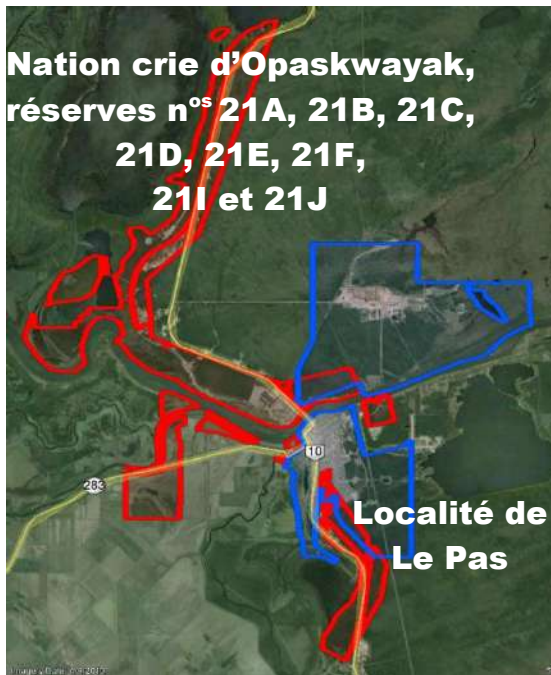 Nation crie d'Opaskwayak,
réserves nᵒˢ 21A, 21B, 21C,
21D, 21E, 21F,
21I et 21J
10
283
Localité de
Le Pas